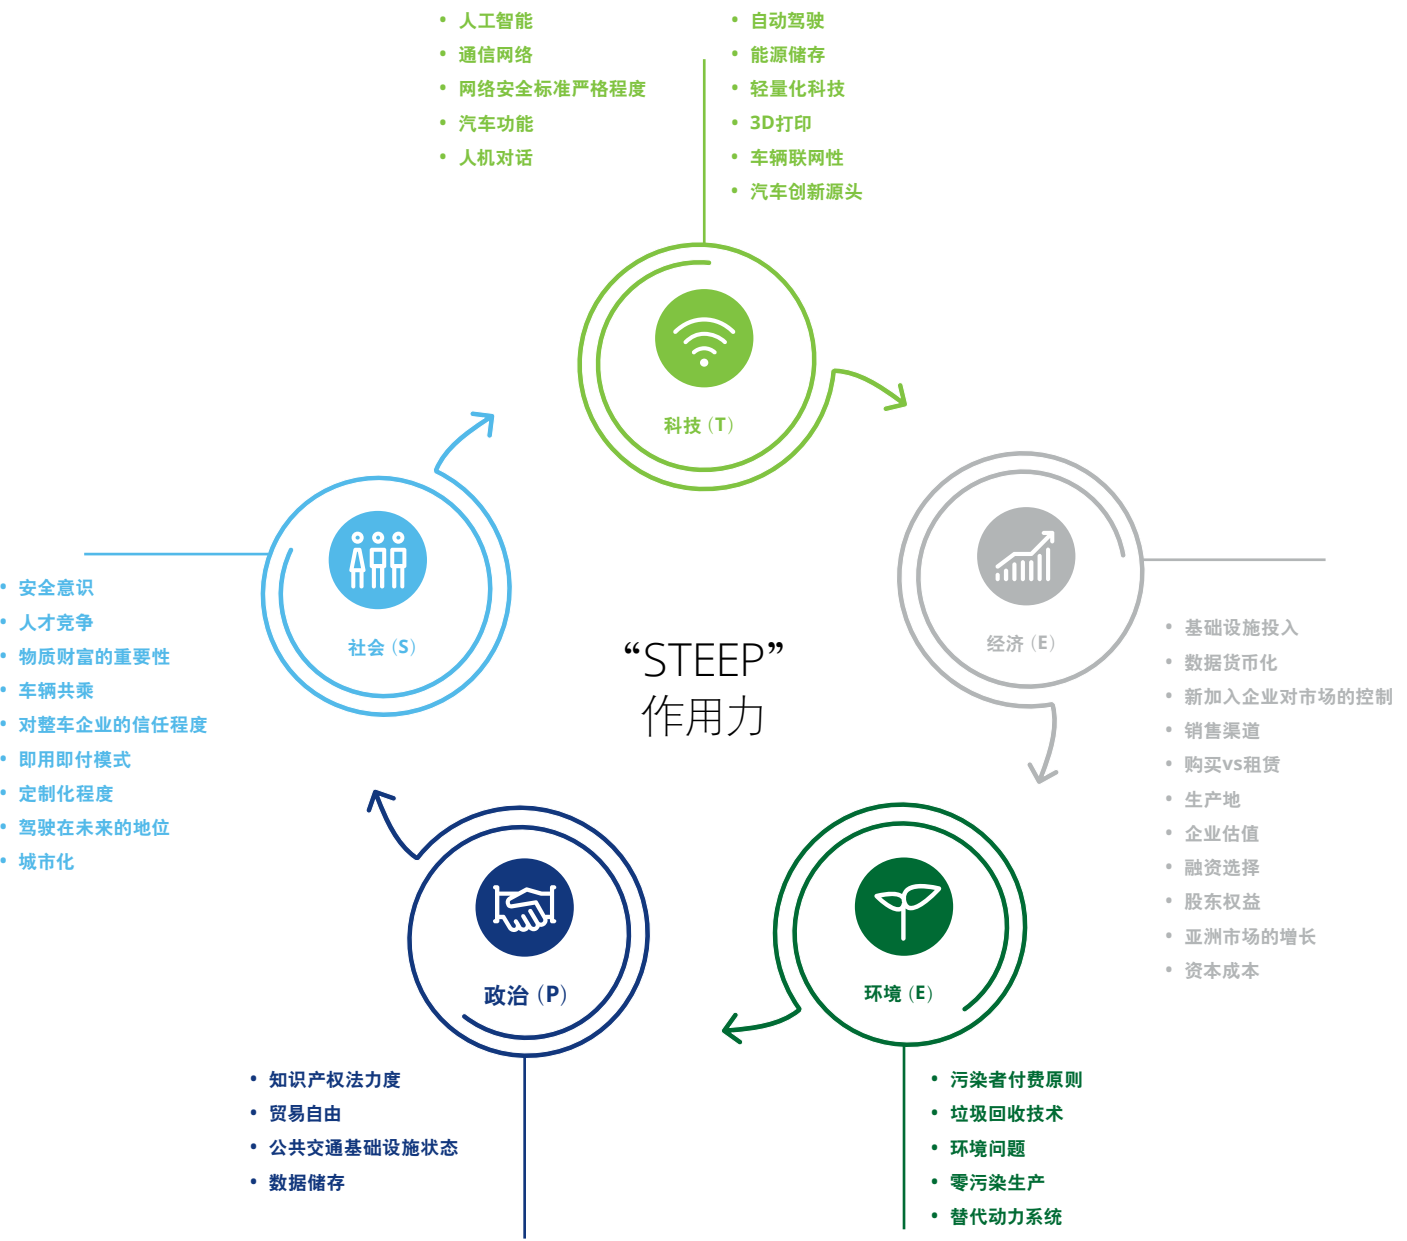 人工智能
通信网络
网络安全标准严格程度
汽车功能
人机对话
自动驾驶
能源储存
轻量化科技
3D打印
车辆联网性
汽车创新源头
科技（T）
社会（S）
安全意识
人才竞争
物质财富的重要性
车辆共乘
对整车企业的信任程度
即用即付模式
定制化程度
驾驶在未来的地位
城市化
“STEEP”
作用力
经济（E）
基础设施投入
数据货币化
新加入企业对市场的控制
销售渠道
购买vs租赁
生产地
企业估值
融资选择
股东权益
亚洲市场的增长
资本成本
政治（P）
知识产权法力度
贸易自由
公共交通基础设施状态
数据储存
环境（E）
污染者付费原则
垃圾回收技术
环境问题
零污染生产
替代动力系统